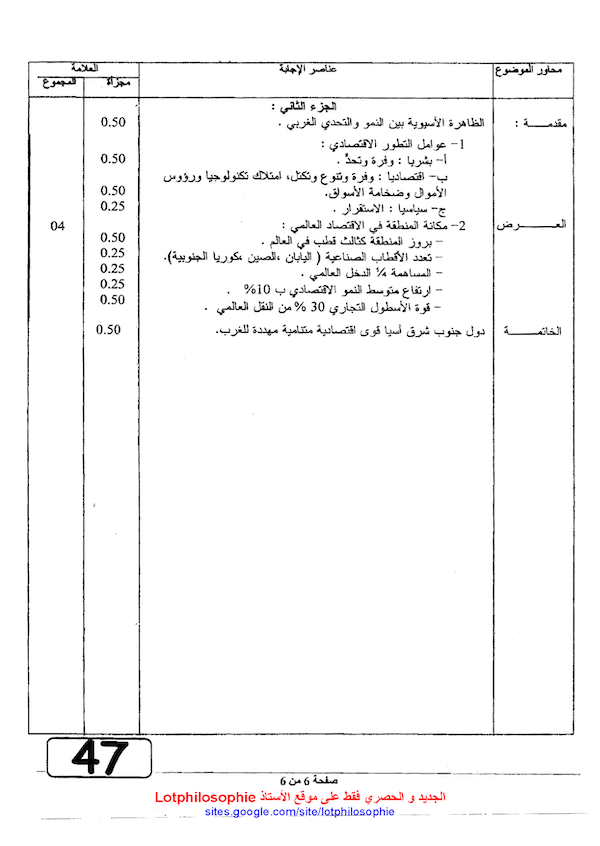 محاور الموضوع عناصر الإجابة العلامة
مجزأة المجموع
الجزء الثاني :
مقدمـــة : الظاهرة الأسيوية بين النمو والتحدي الغربي . 0.50
1- عوامل التطور الاقتصادي :
أ- بشريا : وفرة وتحدٍّ . 0.50
ب- اقتصاديا : وفرة وتنوع وتكتل، امتلاك تكنولوجيا ورؤوس
الأموال وضخامة الأسواق. 0.50
ج- سياسيا : الاستقرار . 0.25
العـــــرض 2- مكانة المنطقة في الاقتصاد العالمي : 04
- بروز المنطقة كثالث قطب في العالم . 0.50
- تعدد الأقطاب الصناعية ( اليابان ،الصين ،كوريا الجنوبية). 0.25
- المساهمة ¼ الدخل العالمي . 0.25
- ارتفاع متوسط النمو الاقتصادي ب 10% . 0.25
- قوة الأسطول التجاري 30 % من النقل العالمي . 0.50
الخاتمـــــة دول جنوب شرق أسيا قوى اقتصادية متنامية مهددة للغرب. 0.50
47
صفحة 6 من 6
الجديد و الحصري فقط على موقع الأستاذ Lotphilosophie
sites.google.com/site/lotphilosophie